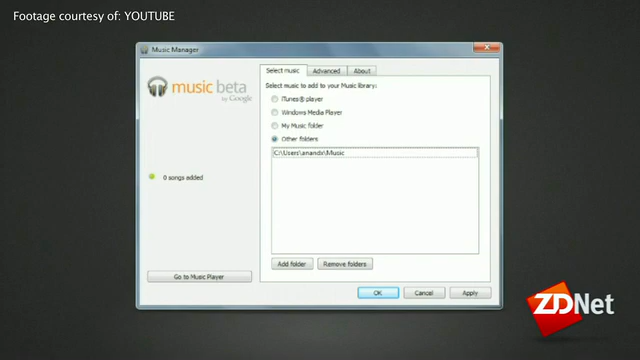 Footage courtesy of: YOUTUBE
Music Manager
music beta
by Google
0 songs added
Go to Music Player
Select music Advanced About
Select music to add to your Music library:
iTunes® player
Windows Media Player
My Music folder
Other folders
C:\Users\anandx\Music
Add folder Remove folders
OK Cancel Apply
ZDNet